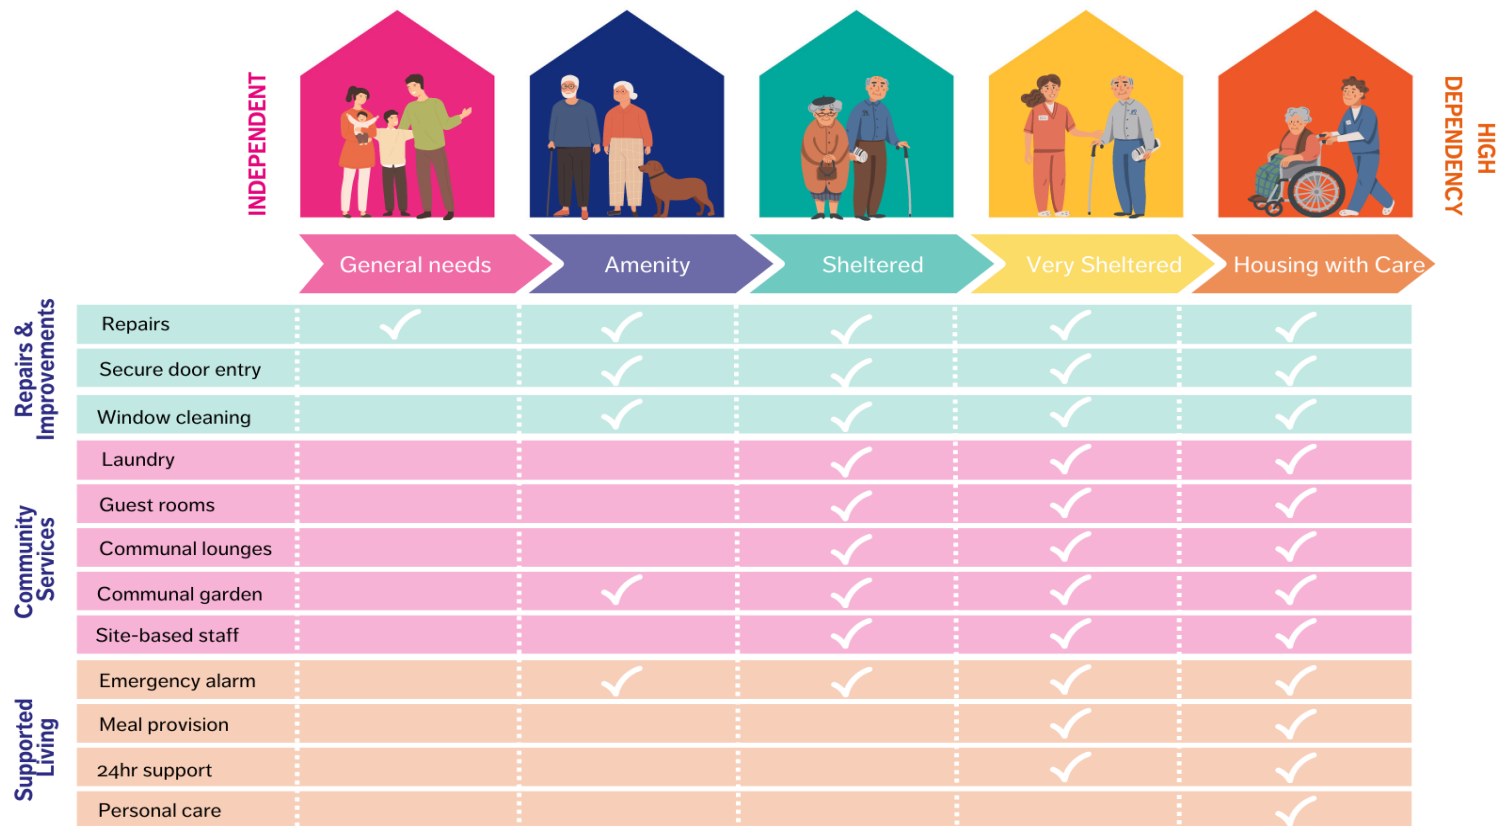 INDEPENDENT
HIGH
DEPENDENCY
General needs
Amenity
Sheltered
Very Sheltered
Housing with Care
Repairs &
Improvements
Repairs
Secure door entry
Window cleaning
Community
Services
Laundry
Guest rooms
Communal lounges
Communal garden
Site-based staff
Supported
Living
Emergency alarm
Meal provision
24hr support
Personal care